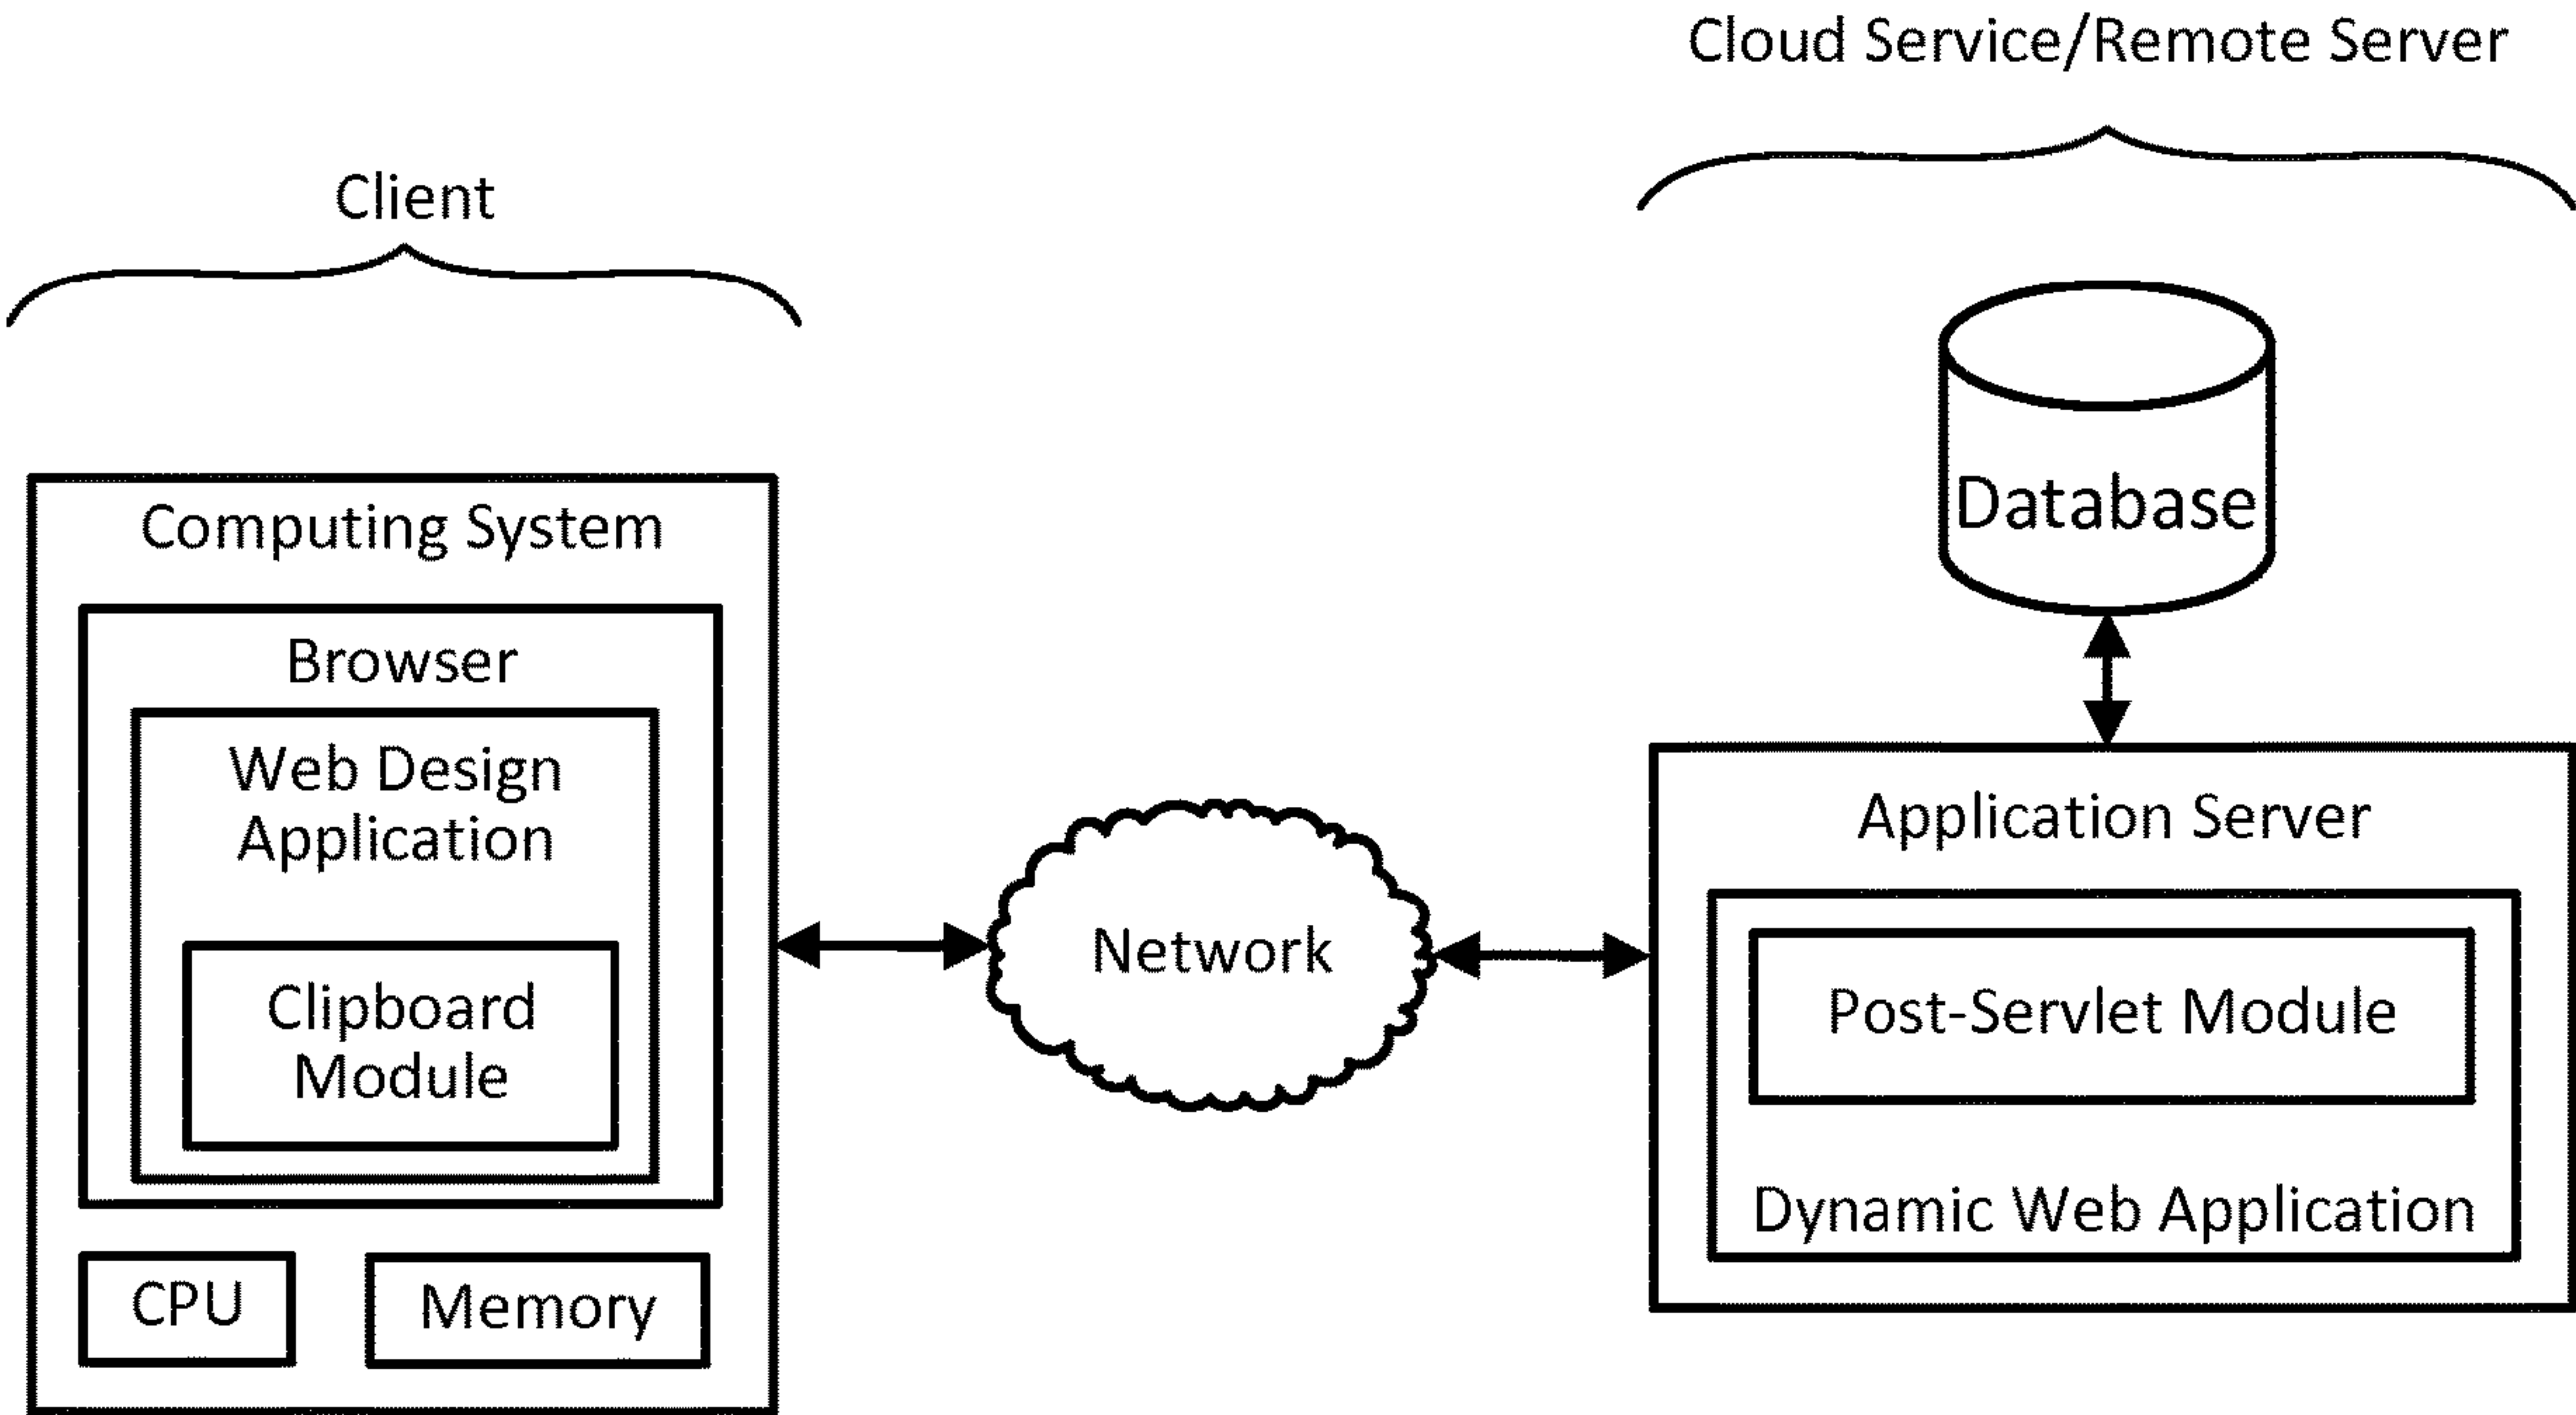 Cloud Service/Remote Server
Client
Computing System
Browser
Web Design
Application
Clipboard
Module
CPU
Memory
Network
Database
Application Server
Post-Servlet Module
Dynamic Web Application